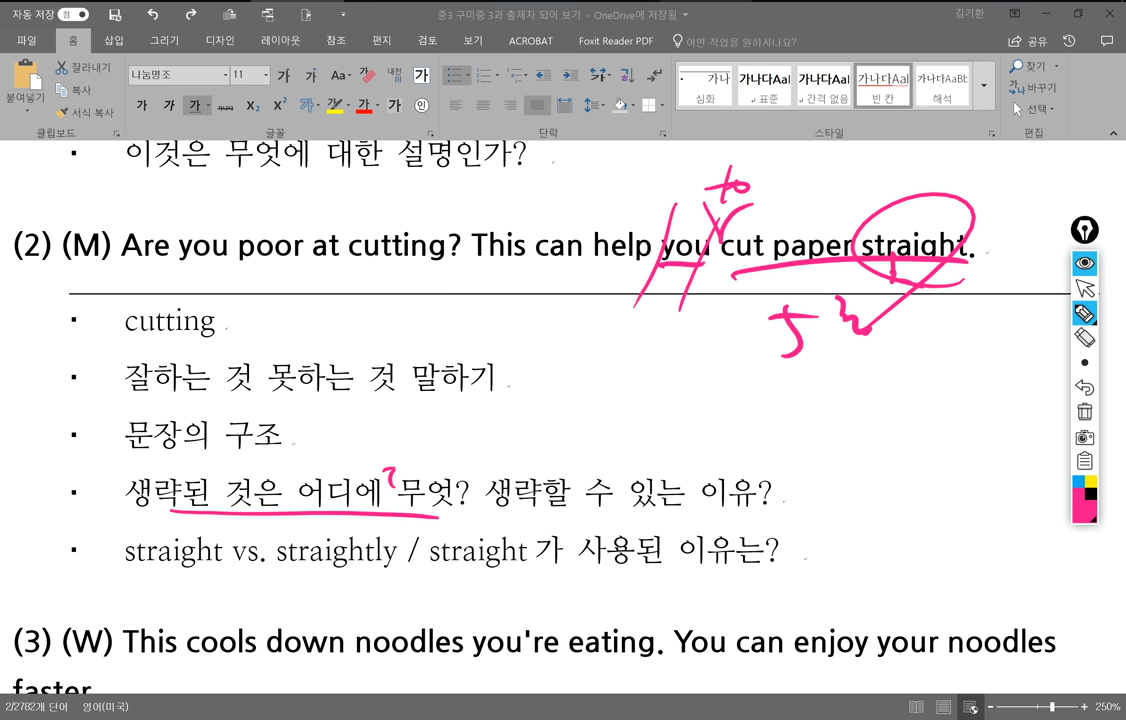 자동 저장 컴 중3 구미중 3과 출제자 되어 보기 - OneDrive에 저장됨 김기환
파일 홈 삽입 그리기 디자인 레이아웃 참조 편지 검토 보기 ACROBAT Foxit Reader PDF 어떤 작업을 원하시나요? 공유
붙여넣기 잘라내기 복사 서식 복사
나눔명조 11
가나 가나다AaI 가나다AaI 가나다AaI 가나다AaBb
심화 표준 간격 없음 빈 칸 해석
찾기 바꾸기 선택
클립보드 글꼴 단락 스타일 편집
이것은 무엇에 대한 설명인가?
to
(2) (M) Are you poor at cutting? This can help you cut paper straight.
cutting
잘하는 것 못하는 것 말하기
문장의 구조
생략된 것은 어디에 무엇? 생략할 수 있는 이유?
straight vs. straightly / straight 가 사용된 이유는?
(3) (W) This cools down noodles you're eating. You can enjoy your noodles
faster
2/2782개 단어 영어(미국) 250%